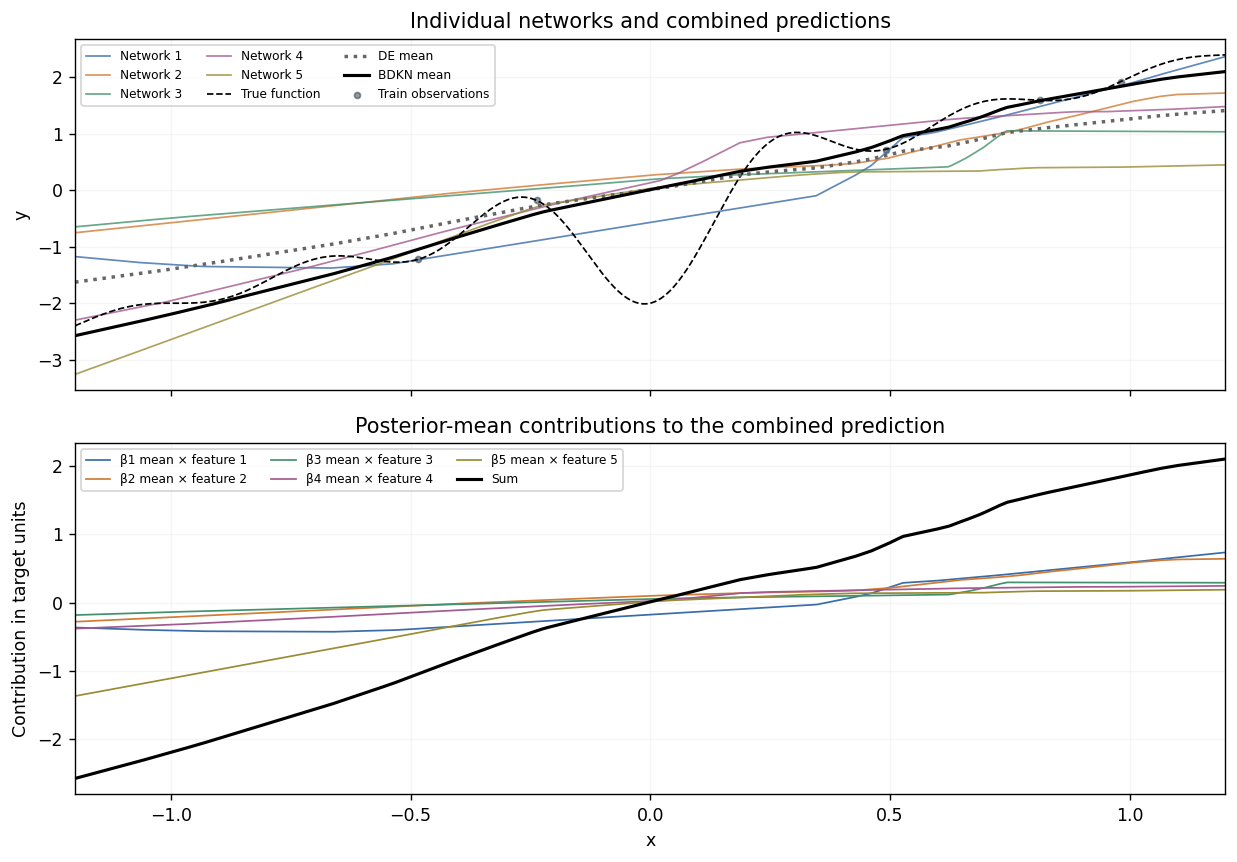 Individual networks and combined predictions
Network 1 Network 4 DE mean
Network 2 Network 5 BDKN mean
Network 3 True function Train observations
2
1
0
−1
−2
−3
y
Posterior-mean contributions to the combined prediction
β1 mean × feature 1 β3 mean × feature 3 β5 mean × feature 5
β2 mean × feature 2 β4 mean × feature 4 Sum
2
1
0
−1
−2
Contribution in target units
−1.0 −0.5 0.0 0.5 1.0
x